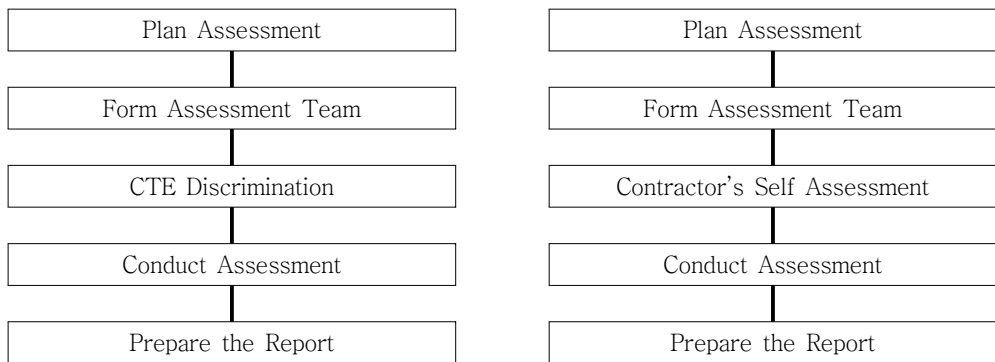 Plan Assessment
Form Assessment Team
CTE Discrimination
Conduct Assessment
Prepare the Report
Plan Assessment
Form Assessment Team
Contractor's Self Assessment
Conduct Assessment
Prepare the Report